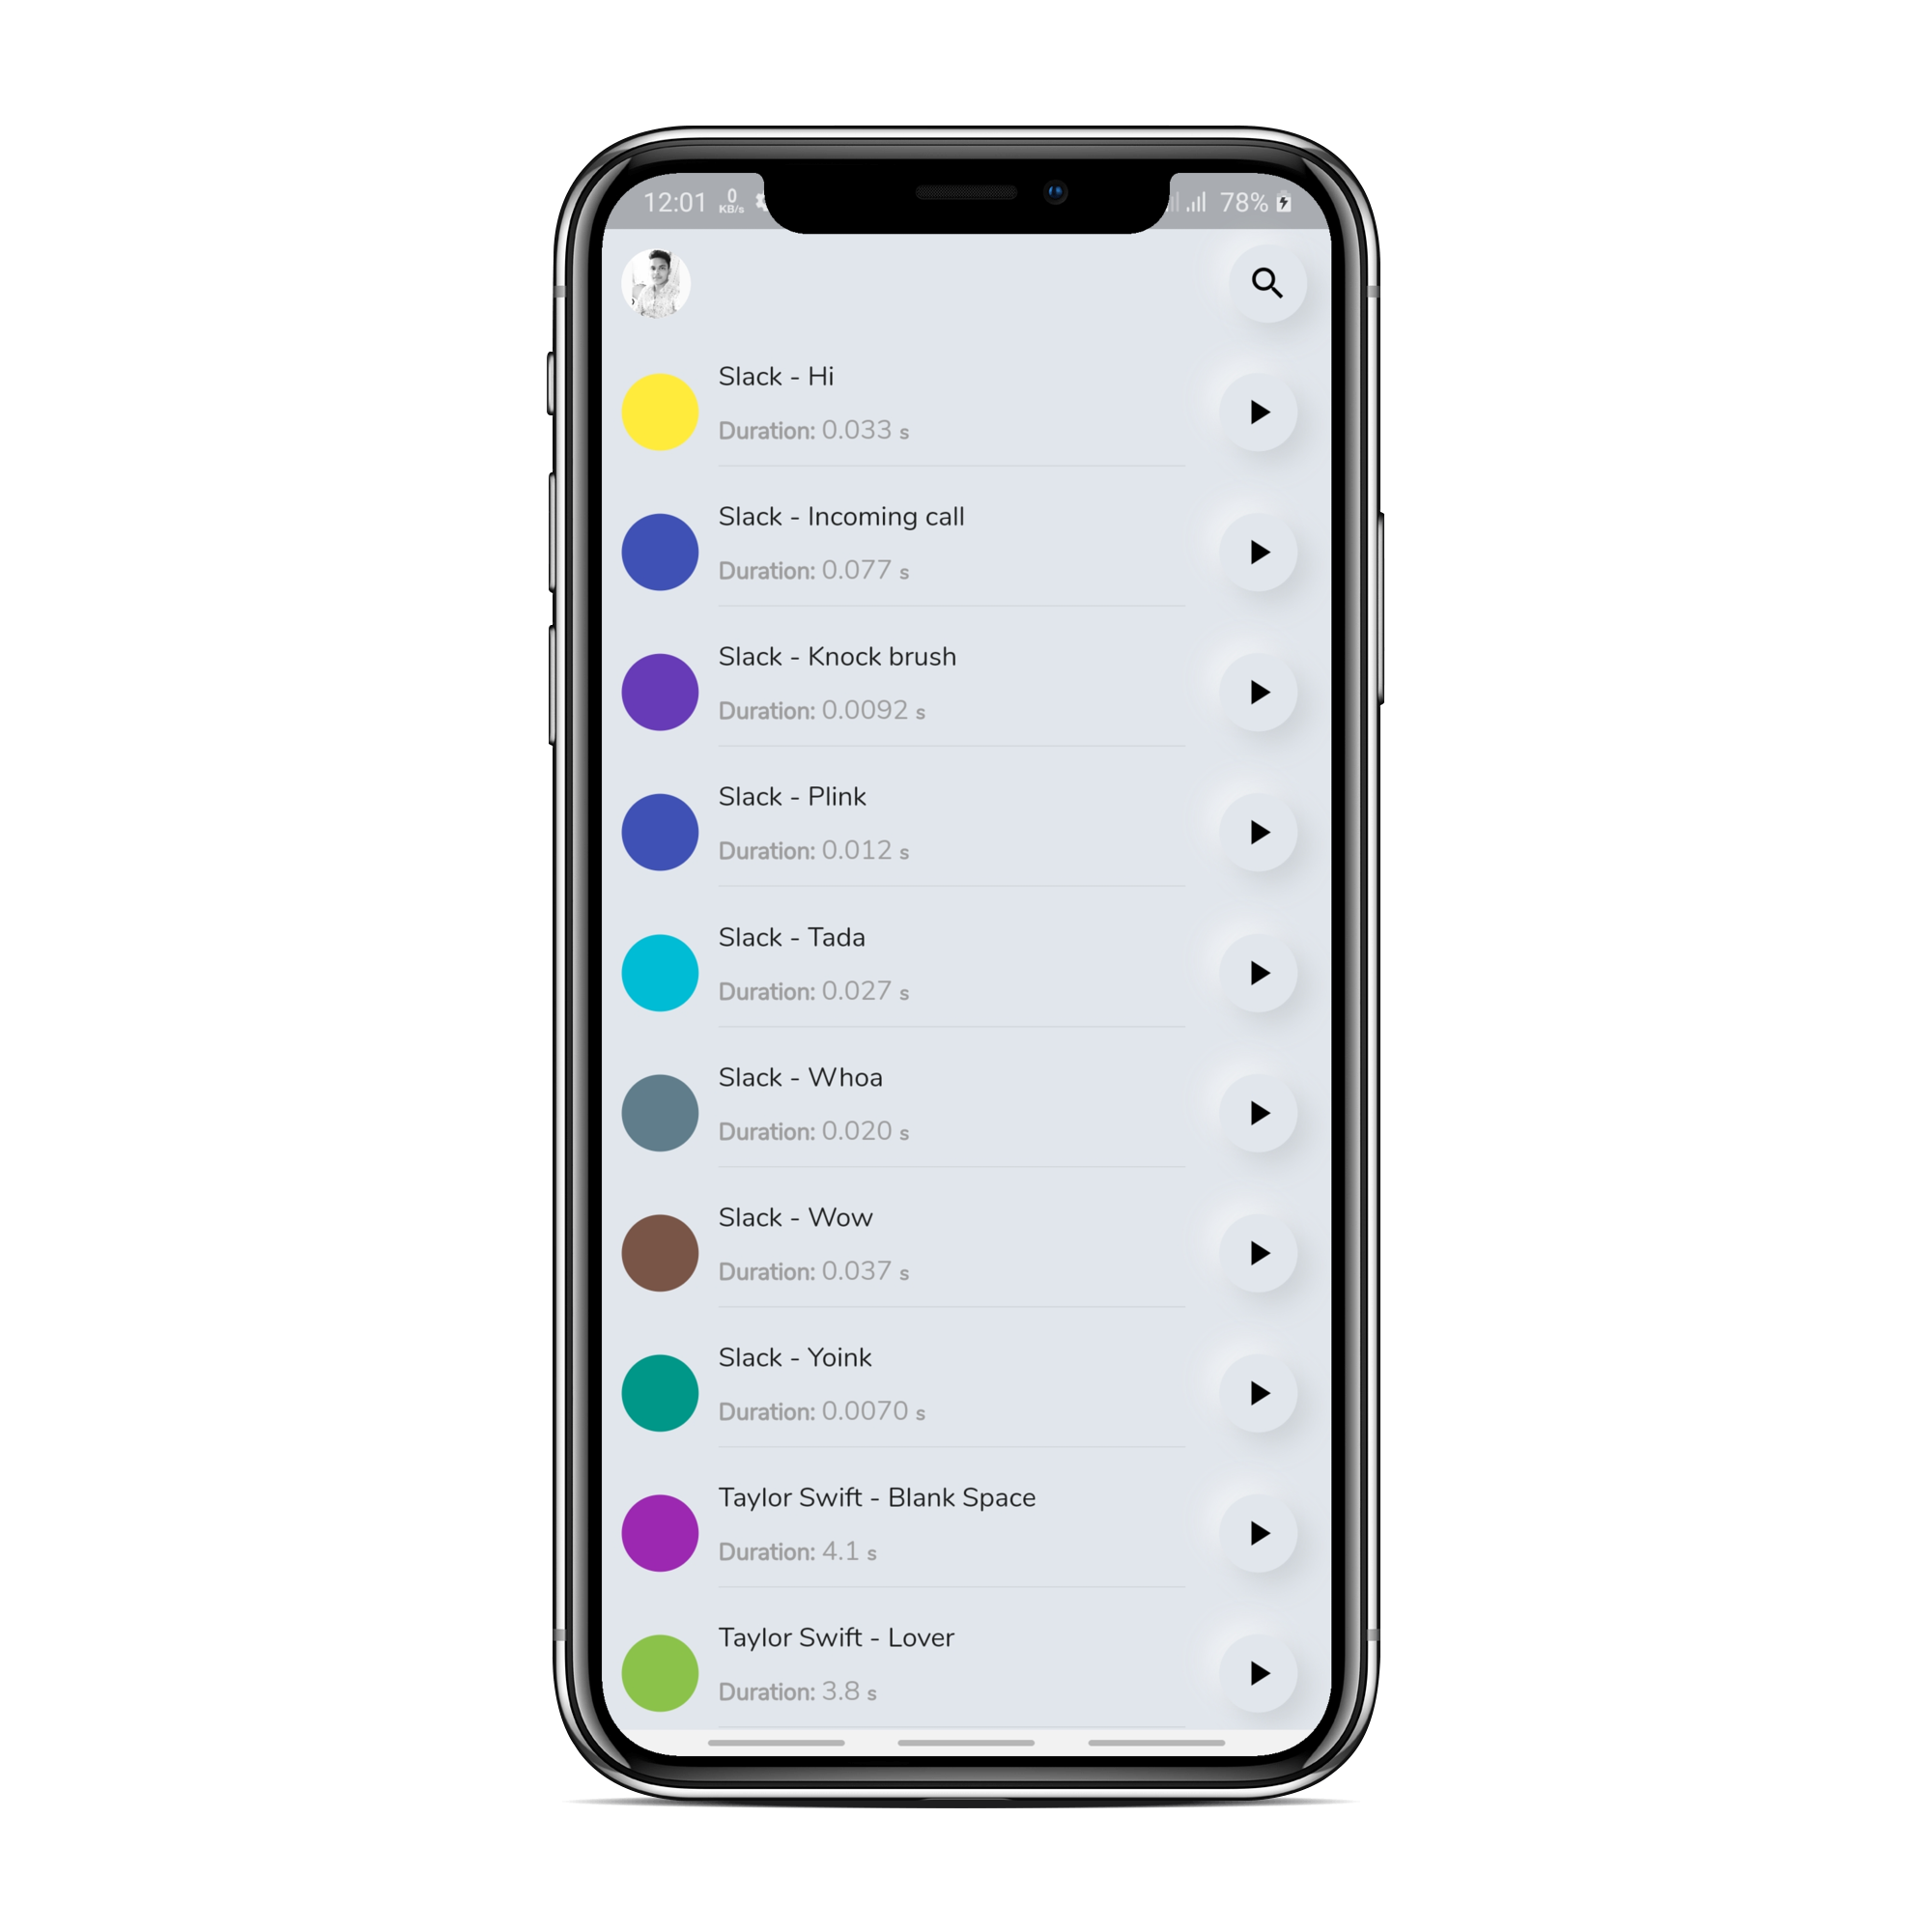 12:01 0 KB/s 78%
Slack - Hi
Duration: 0.033 s
Slack - Incoming call
Duration: 0.077 s
Slack - Knock brush
Duration: 0.0092 s
Slack - Plink
Duration: 0.012 s
Slack - Tada
Duration: 0.027 s
Slack - Whoa
Duration: 0.020 s
Slack - Wow
Duration: 0.037 s
Slack - Yoink
Duration: 0.0070 s
Taylor Swift - Blank Space
Duration: 4.1 s
Taylor Swift - Lover
Duration: 3.8 s